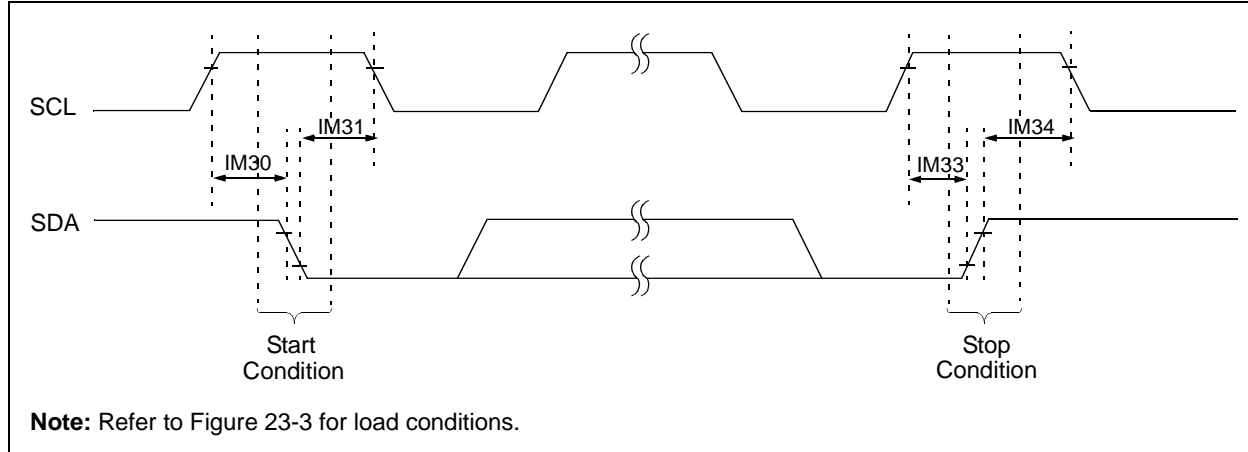 SCL
IM31
IM34
IM30
IM33
SDA
Start
Condition
Stop
Condition
Note: Refer to Figure 23-3 for load conditions.